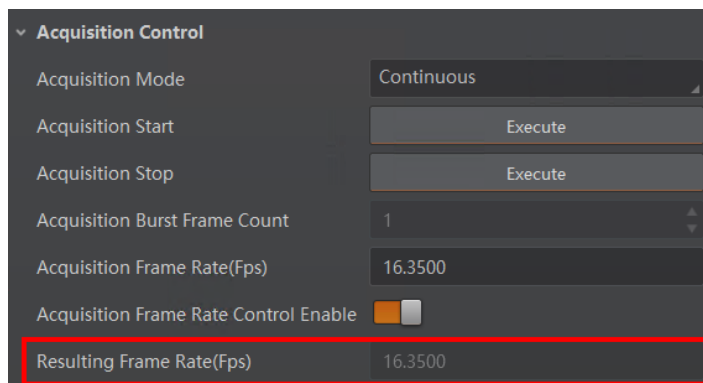 Acquisition Control
Acquisition Mode Continuous
Acquisition Start Execute
Acquisition Stop Execute
Acquisition Burst Frame Count 1
Acquisition Frame Rate(Fps) 16.3500
Acquisition Frame Rate Control Enable
Resulting Frame Rate(Fps) 16.3500